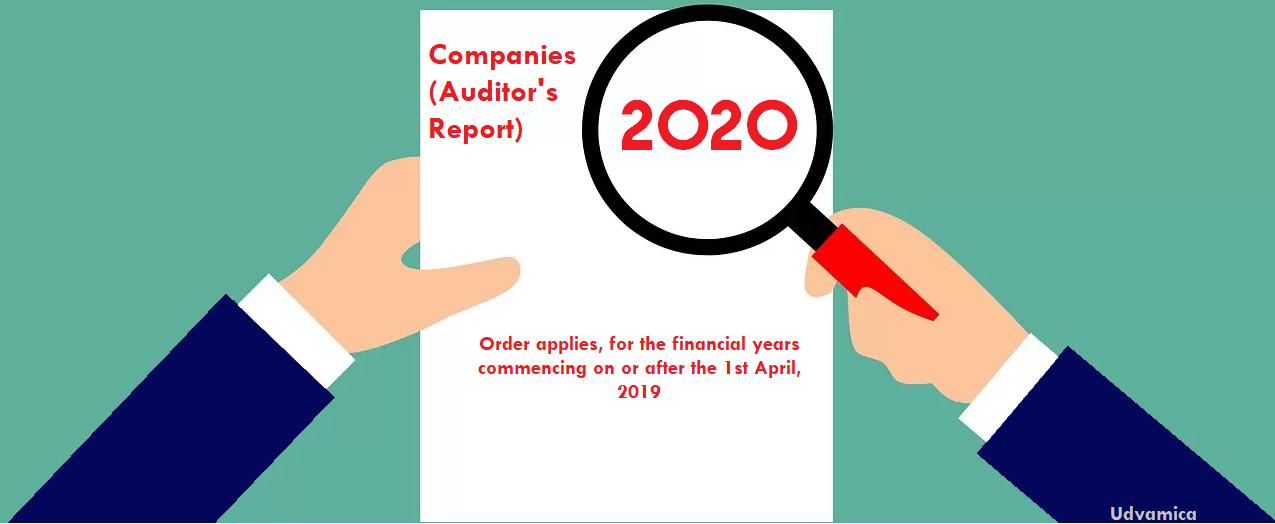 Companies
(Auditor's
Report)
2020
Order applies, for the financial years
commencing on or after the 1st April,
2019
Udvamica